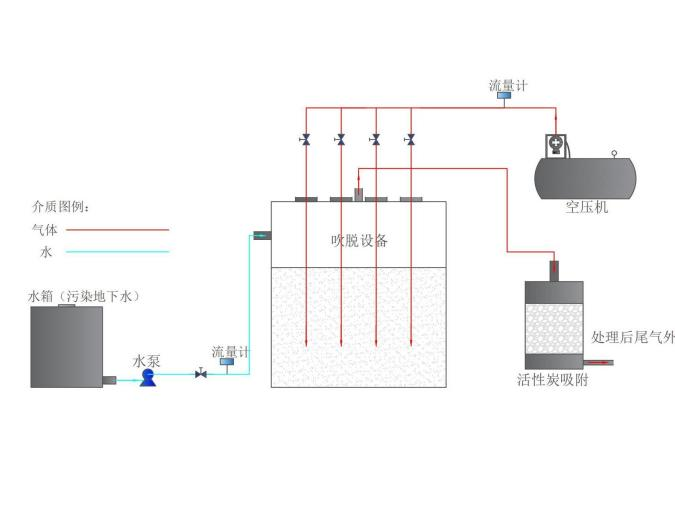 流量计
空压机
介质图例:
气体
水
吹脱设备
水箱（污染地下水）
流量计
水泵
处理后尾气外
活性炭吸附